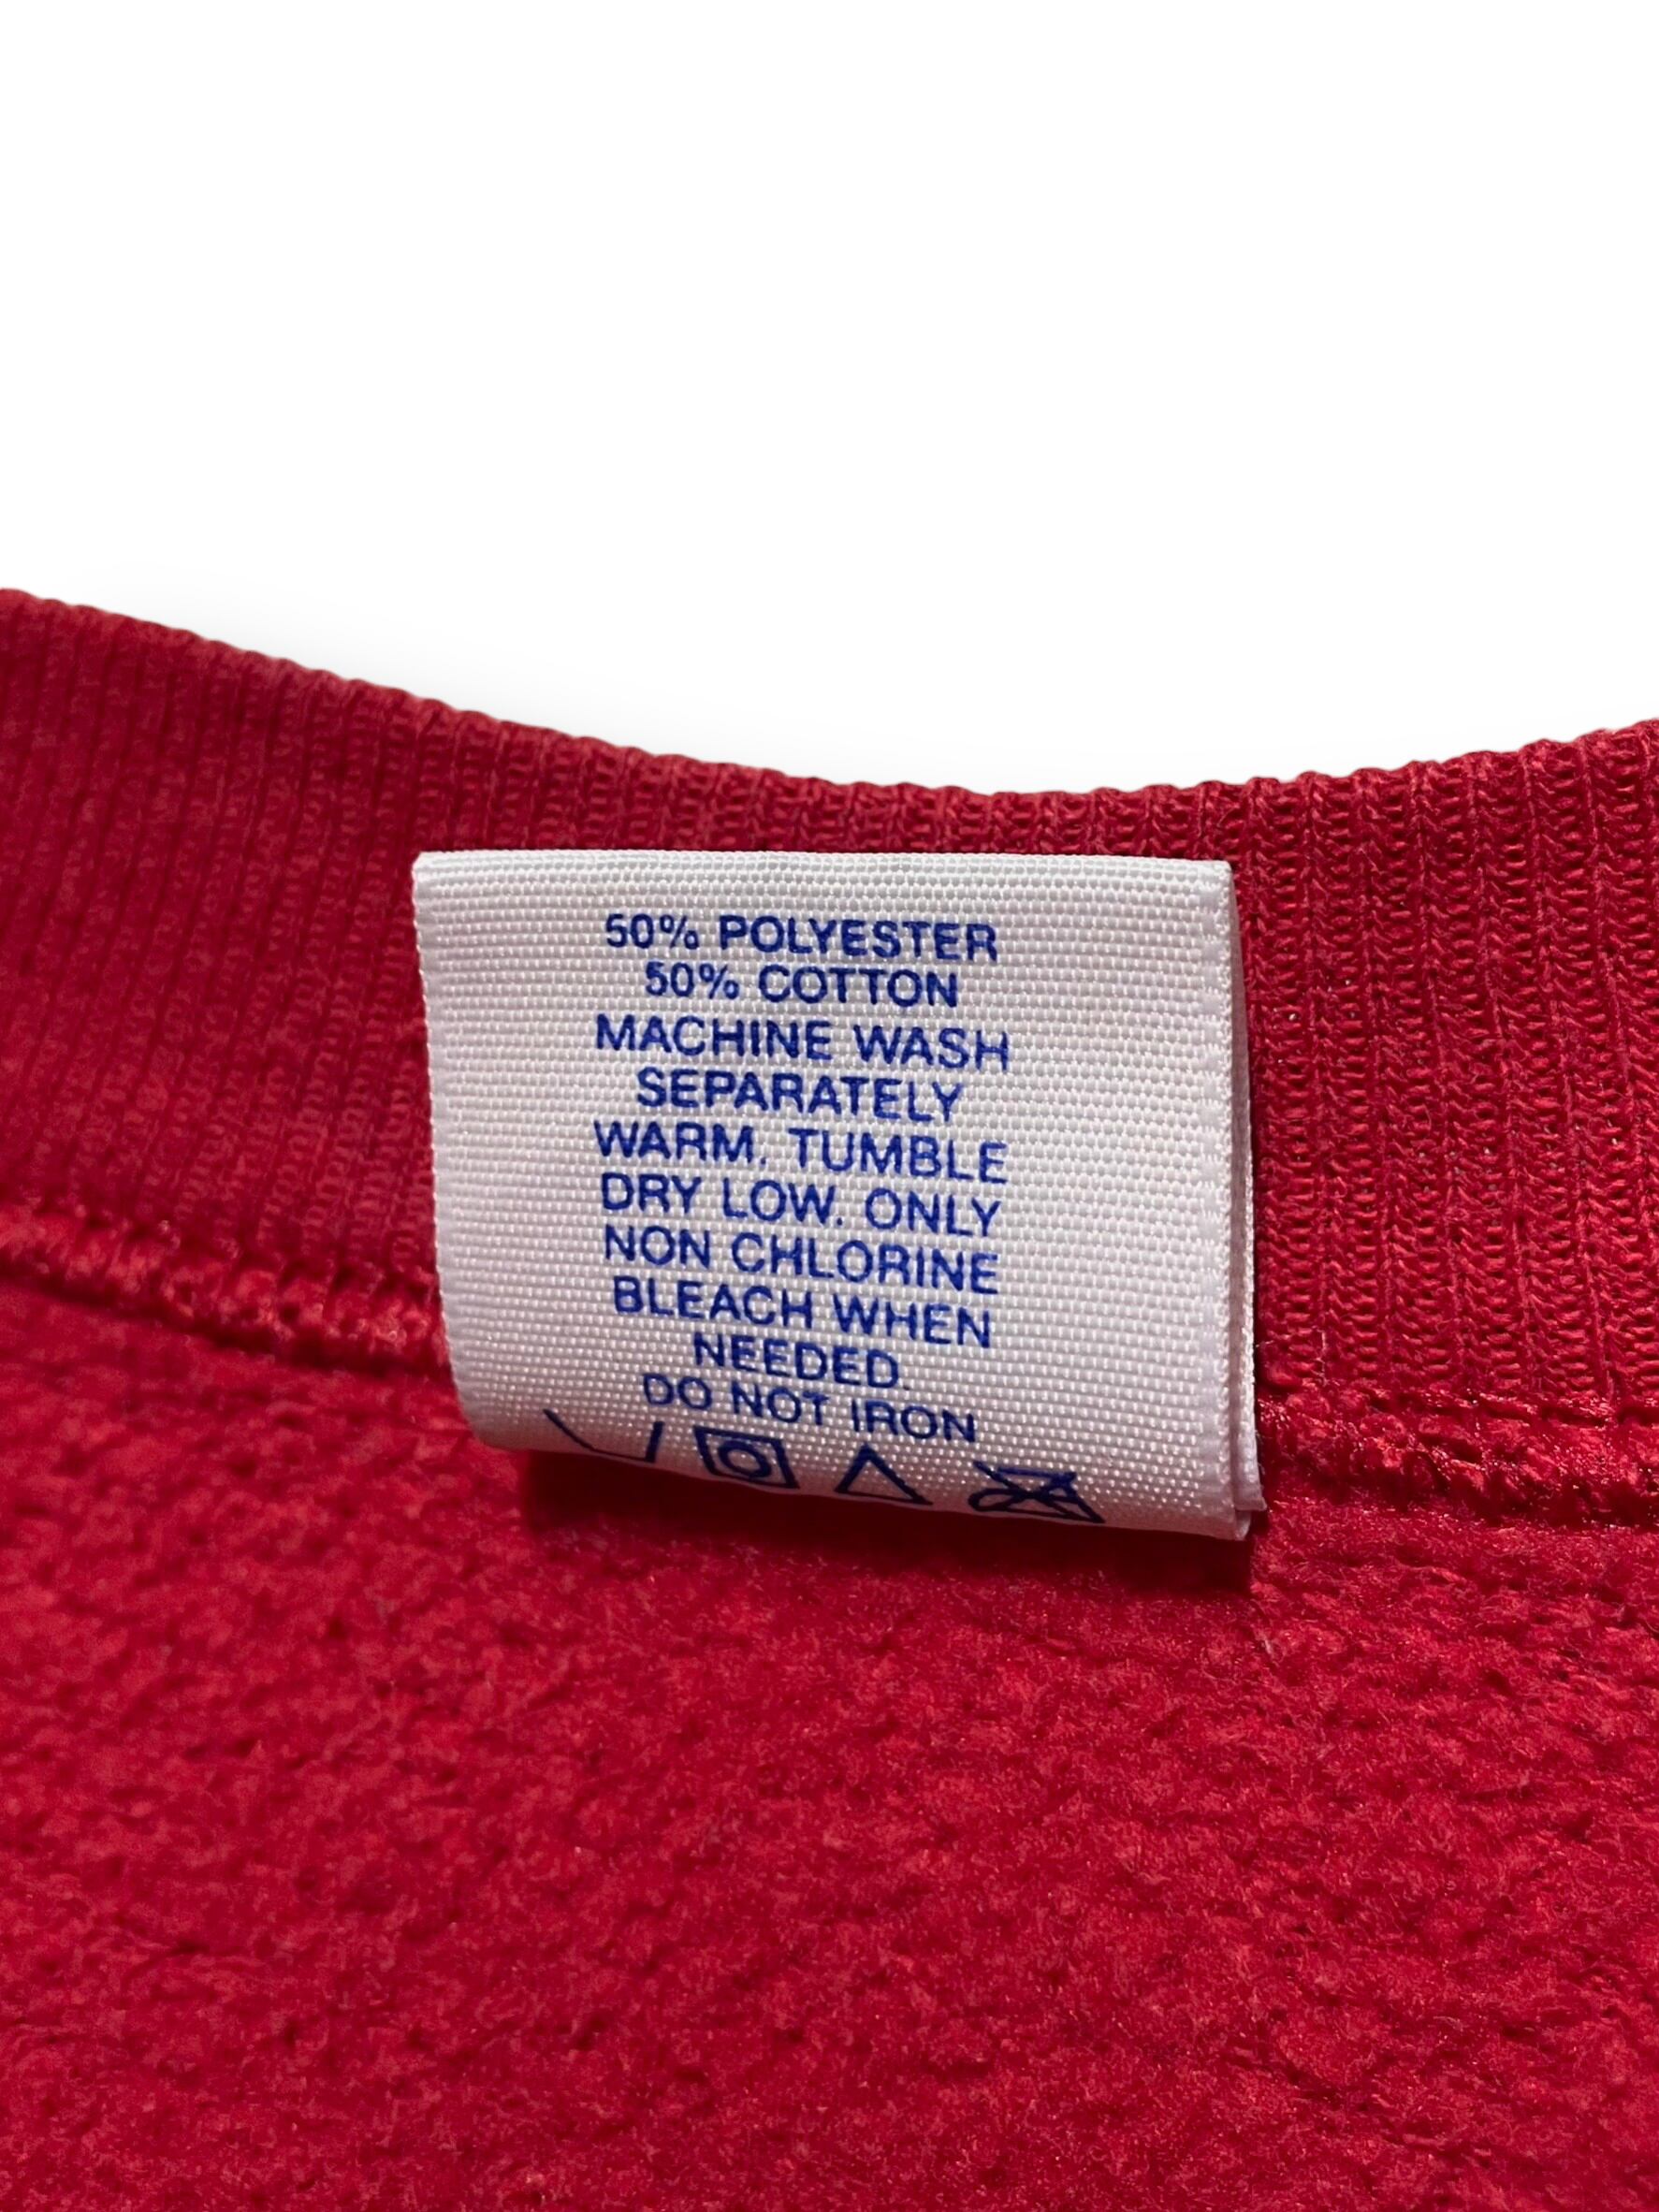 50% POLYESTER
50% COTTON
MACHINE WASH
SEPARATELY
WARM. TUMBLE
DRY LOW. ONLY
NON CHLORINE
BLEACH WHEN
NEEDED.
DO NOT IRON